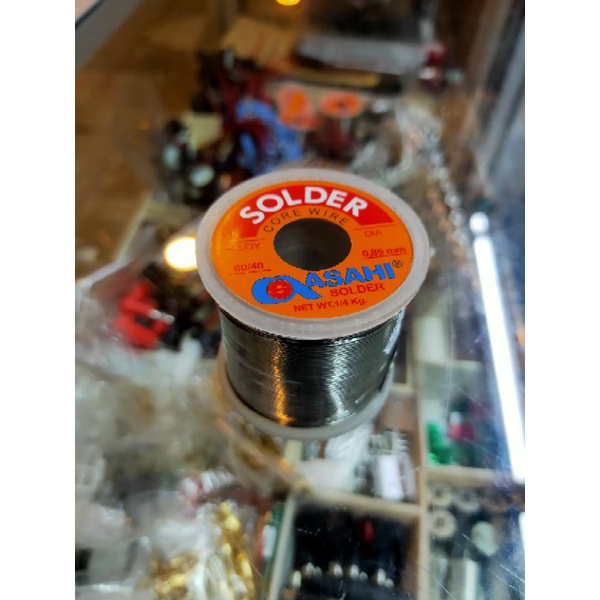 SOLDER
CORE WIRE
ALLOY
DIA
60/40
0,85 mm
ASAHI®
SOLDER
NET WT.1/4 Kg.